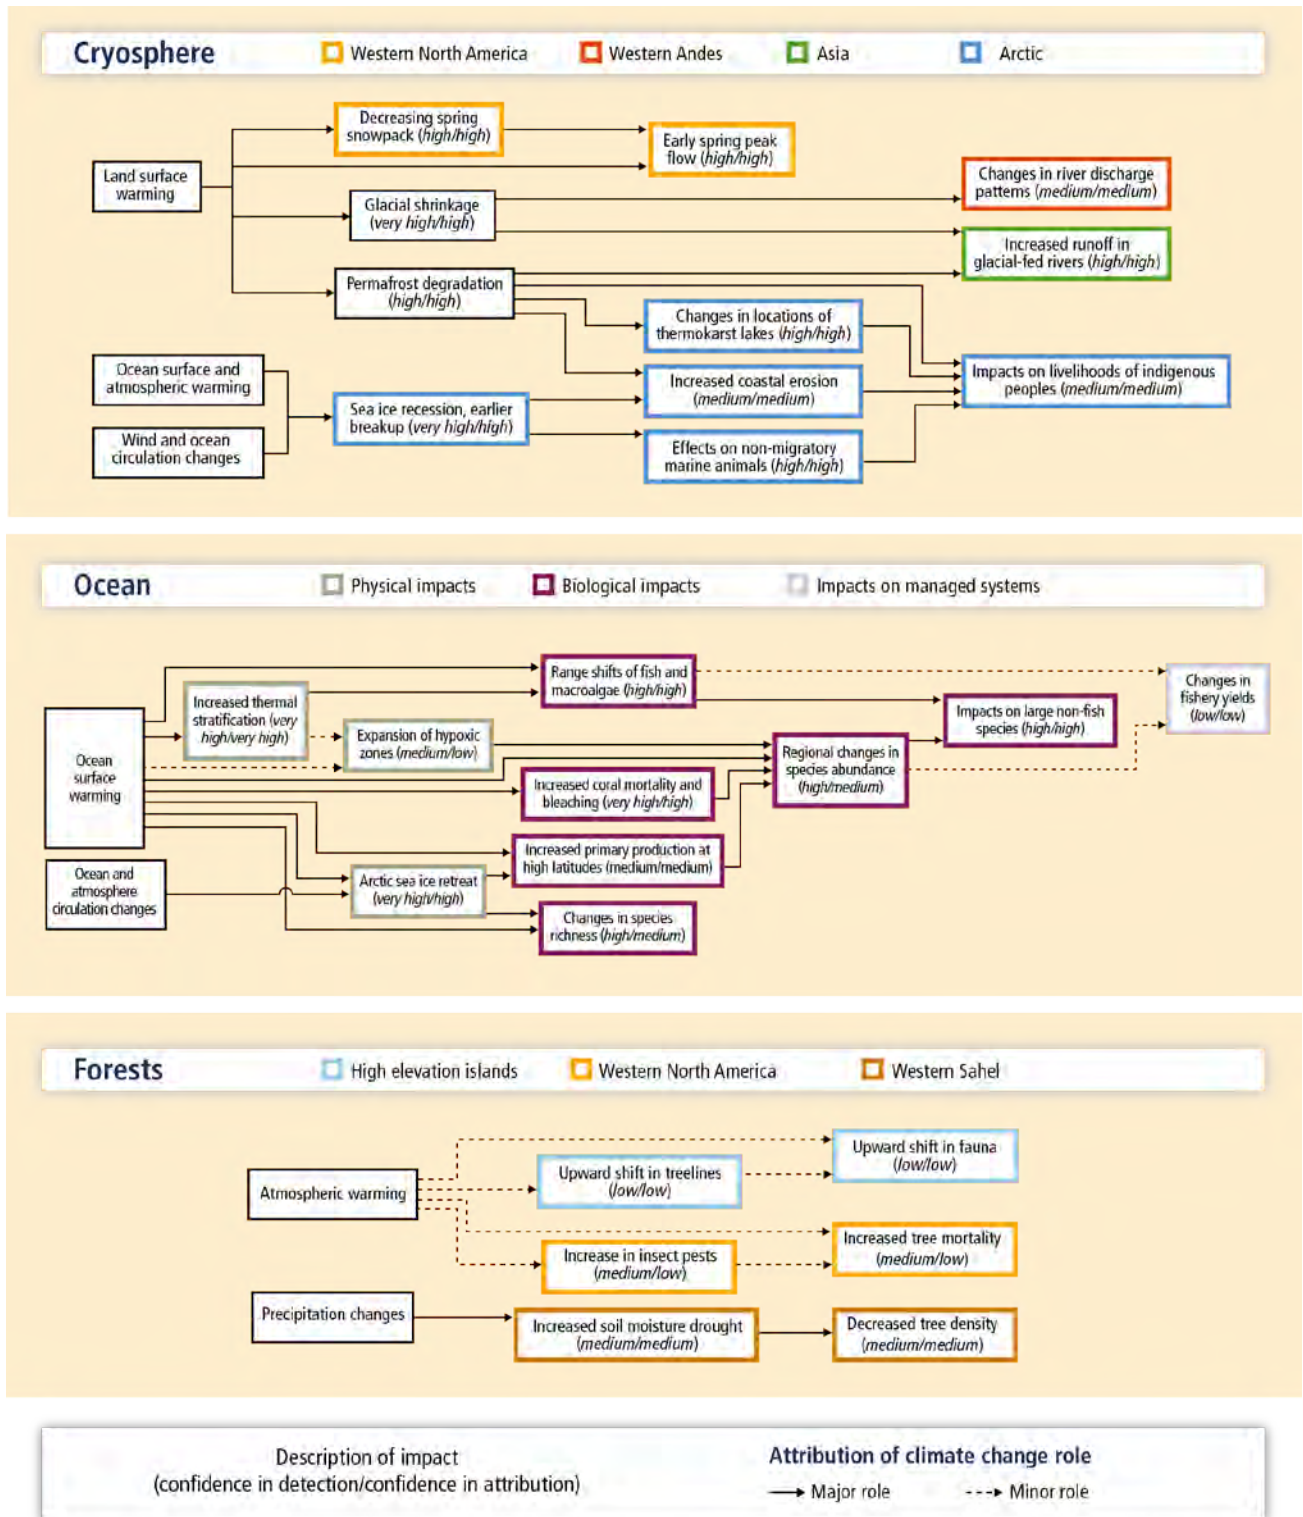 Cryosphere
Western North America
Western Andes
Asia
Arctic
Decreasing spring
snowpack (high/high)
Early spring peak
flow (high/high)
Land surface
warming
Changes in river discharge
patterns (medium/medium)
Glacial shrinkage
(very high/high)
Increased runoff in
glacial-fed rivers (high/high)
Permafrost degradation
(high/high)
Changes in locations of
thermokarst lakes (high/high)
Ocean surface and
atmospheric warming
Increased coastal erosion
(medium/medium)
Impacts on livelihoods of indigenous
peoples (medium/medium)
Sea ice recession, earlier
breakup (very high/high)
Wind and ocean
circulation changes
Effects on non-migratory
marine animals (high/high)
Ocean
Physical impacts
Biological impacts
Impacts on managed systems
Range shifts of fish and
macroalgae (high/high)
Changes in
fishery yields
(low/low)
Increased thermal
stratification (very
high/very high)
Impacts on large non-fish
species (high/high)
Expansion of hypoxic
zones (medium/low)
Ocean
surface
warming
Regional changes in
species abundance
(high/medium)
Increased coral mortality and
bleaching (very high/high)
Increased primary production at
high latitudes (medium/medium)
Ocean and
atmosphere
circulation changes
Arctic sea ice retreat
(very high/high)
Changes in species
richness (high/medium)
Forests
High elevation islands
Western North America
Western Sahel
Upward shift in fauna
(low/low)
Atmospheric warming
Upward shift in treelines
(low/low)
Increased tree mortality
(medium/low)
Increase in insect pests
(medium/low)
Precipitation changes
Increased soil moisture drought
(medium/medium)
Decreased tree density
(medium/medium)
Description of impact
(confidence in detection/confidence in attribution)
Attribution of climate change role
Major role
Minor role